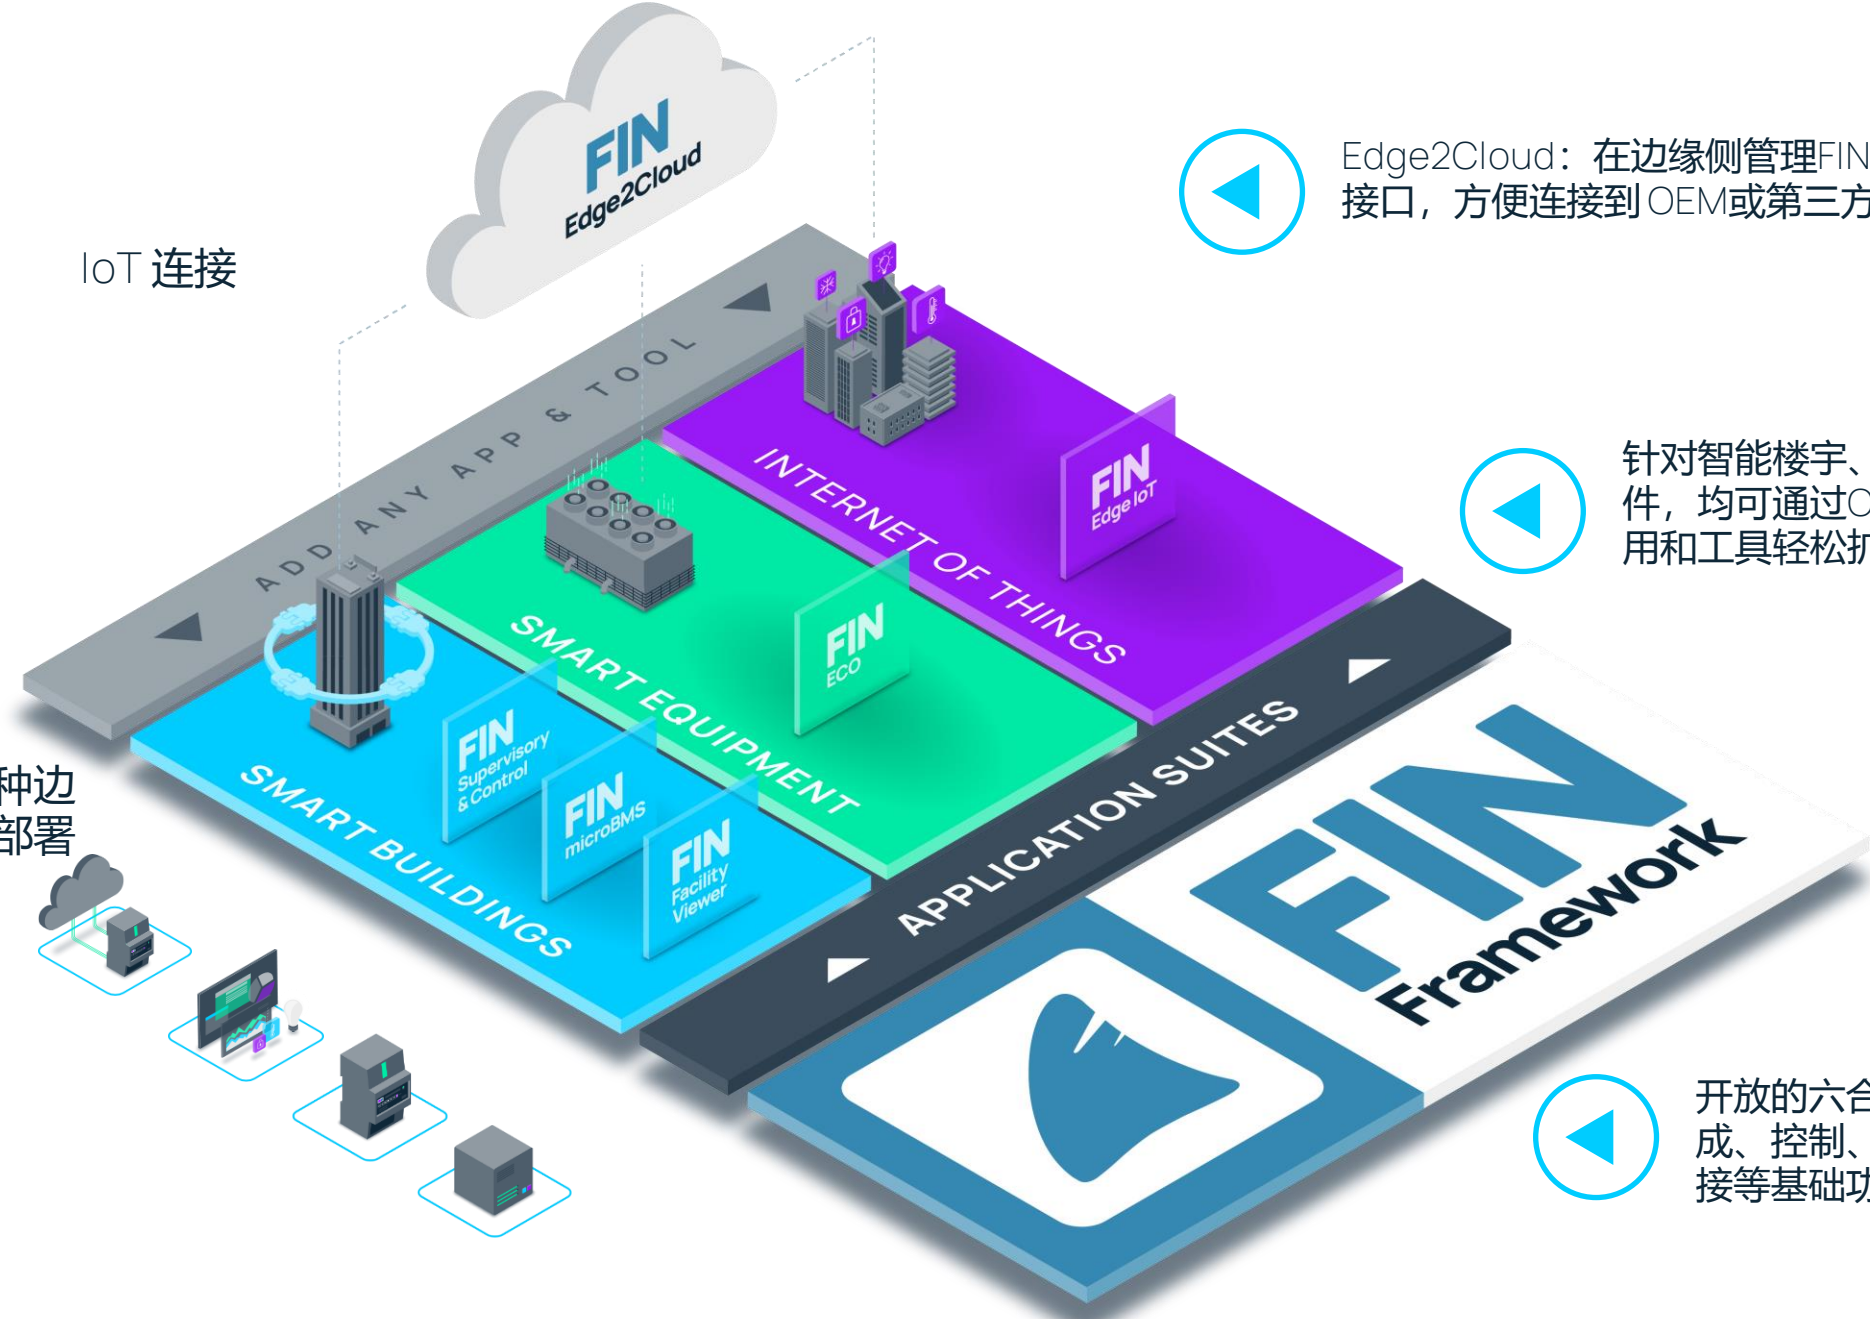 FIN
Edge2Cloud
Edge2Cloud：在边缘侧管理FIN
接口，方便连接到OEM或第三方
IoT 连接
ADD ANY APP & TOOL
INTERNET OF THINGS
FIN
Edge IoT
针对智能楼宇、
件，均可通过O
用和工具轻松扩
SMART EQUIPMENT
FIN
ECO
SMART BUILDINGS
FIN
Supervisory
& Control
FIN
microBMS
FIN
Facility
Viewer
种边
部署
APPLICATION SUITES
FIN
Framework
开放的六合
成、控制、
接等基础功